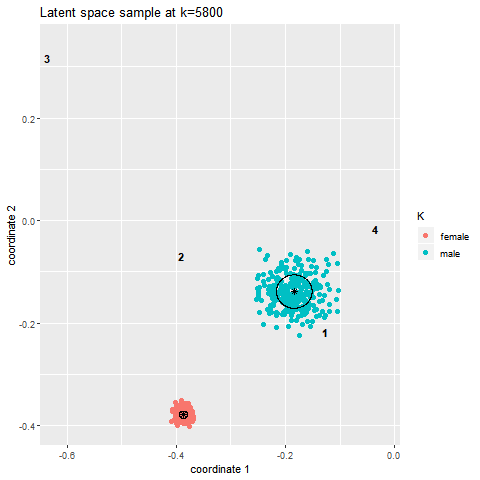 Latent space sample at k=5800
3
0.2
K
female
male
4
0.0
coordinate 2
2
1
-0.2
-0.4
-0.6
-0.4
-0.2
0.0
coordinate 1